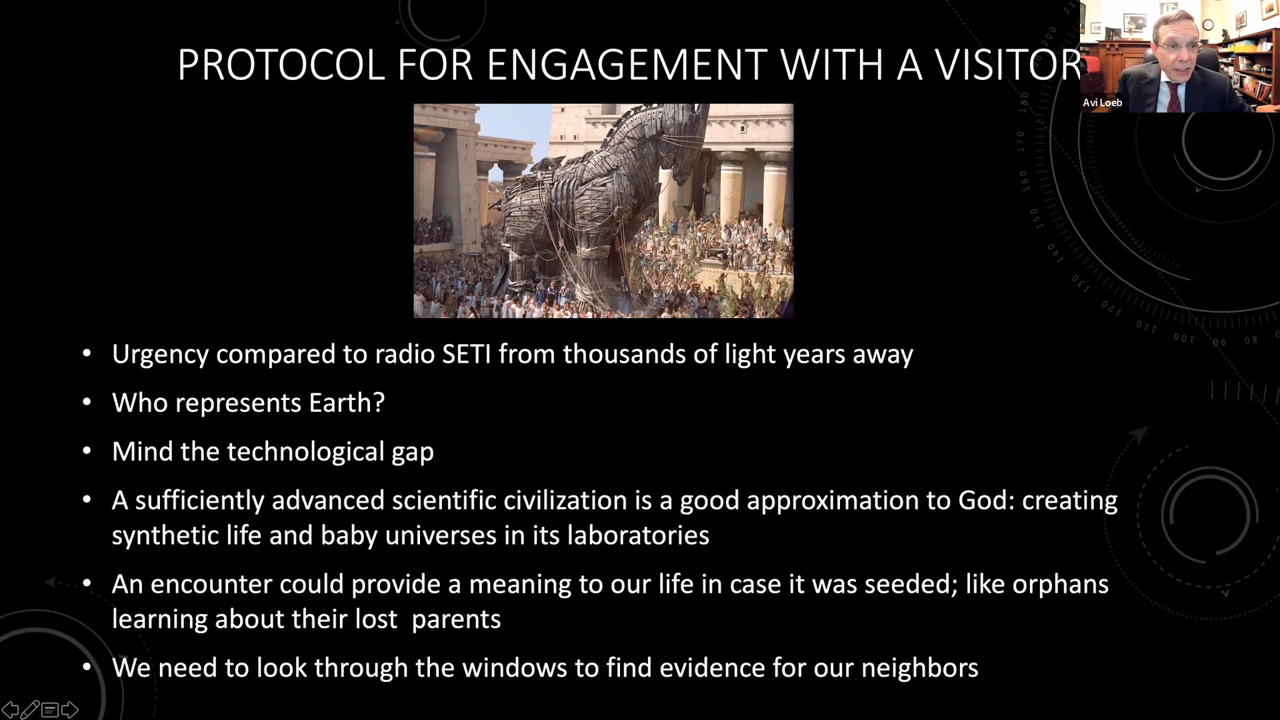 PROTOCOL FOR ENGAGEMENT WITH A VISITOR
Avi Loeb
• Urgency compared to radio SETI from thousands of light years away
• Who represents Earth?
• Mind the technological gap
• A sufficiently advanced scientific civilization is a good approximation to God: creating
synthetic life and baby universes in its laboratories
• An encounter could provide a meaning to our life in case it was seeded; like orphans
learning about their lost parents
• We need to look through the windows to find evidence for our neighbors